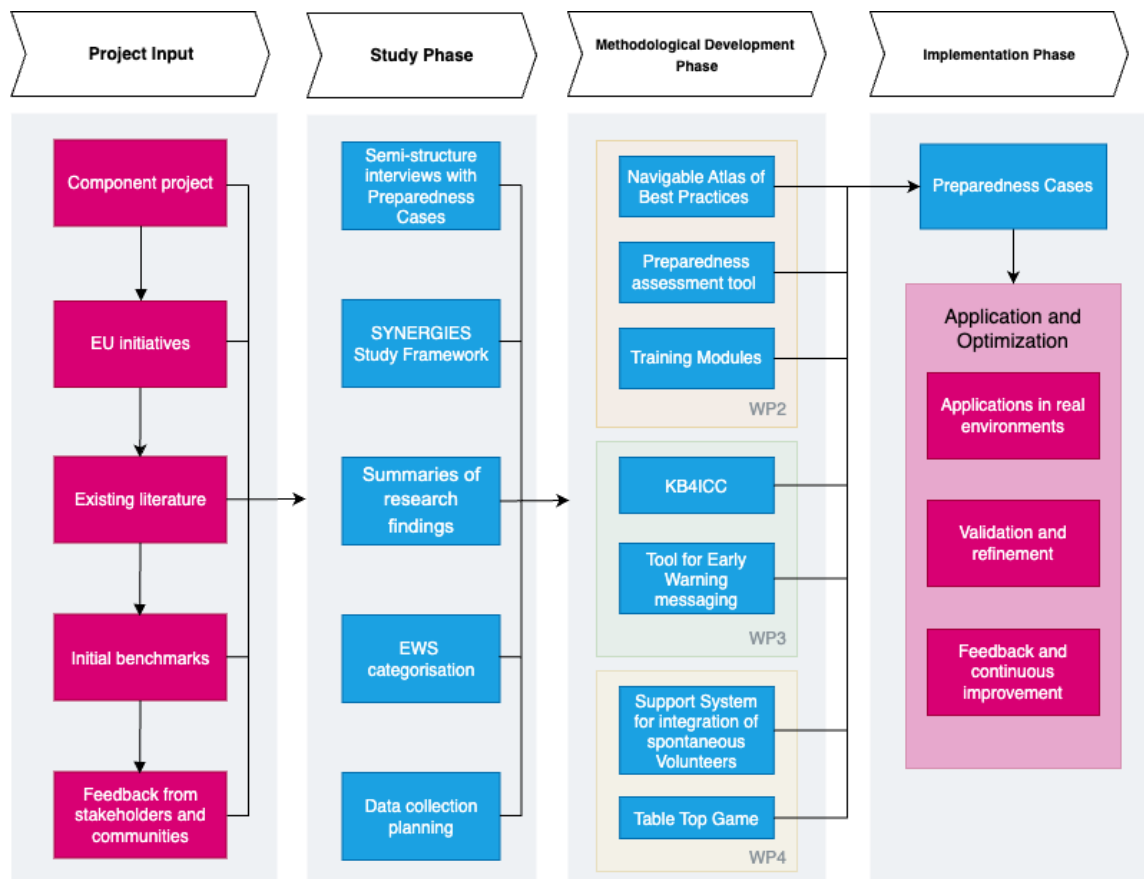 Project Input
Study Phase
Methodological Development
Phase
Implementation Phase
Component project
EU initiatives
Existing literature
Initial benchmarks
Feedback from
stakeholders and
communities
Semi-structure
interviews with
Preparedness
Cases
SYNERGIES
Study Framework
Summaries of
research
findings
EWS
categorisation
Data collection
planning
Navigable Atlas of
Best Practices
Preparedness
assessment tool
Training Modules
WP2
KB4ICC
Tool for Early
Warning
messaging
WP3
Support System
for integration of
spontaneous
Volunteers
Table Top Game
WP4
Preparedness Cases
Application and
Optimization
Applications in real
environments
Validation and
refinement
Feedback and
continuous
improvement